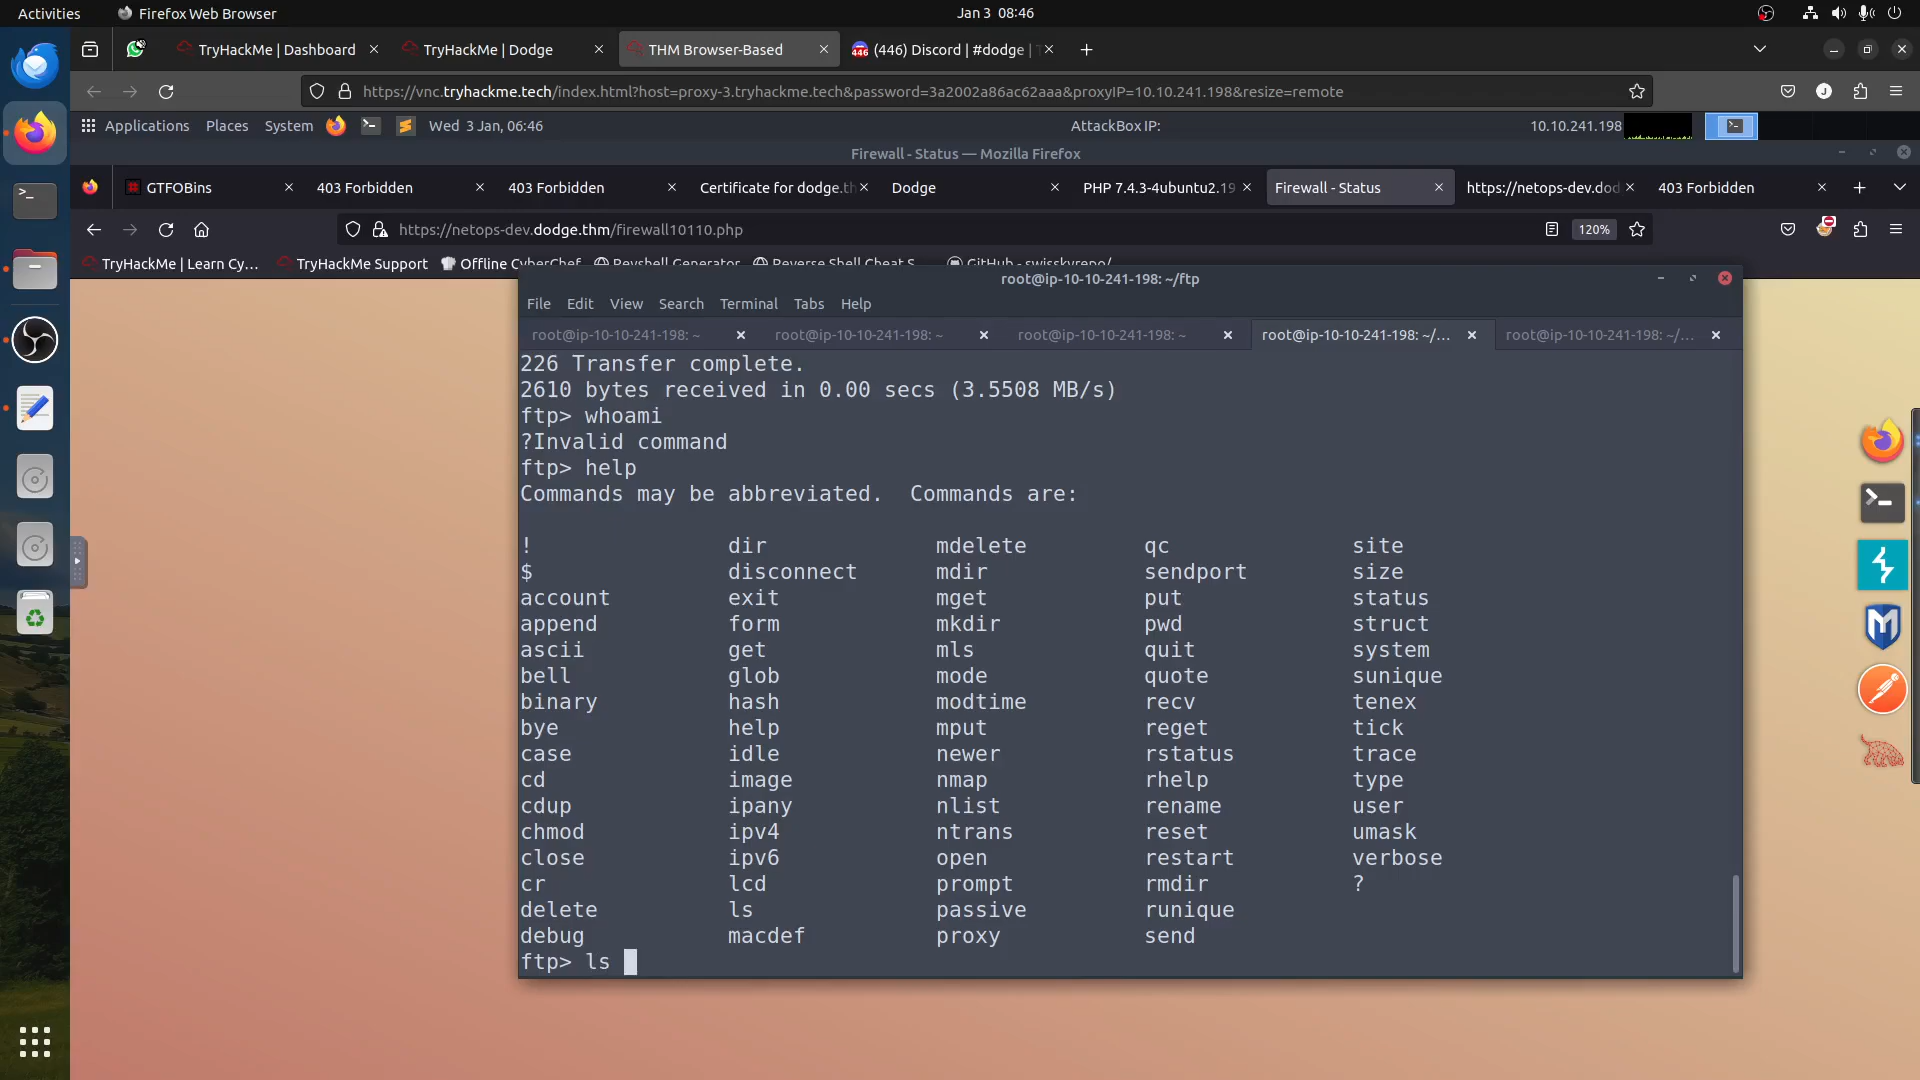 Activities Firefox Web Browser Jan 3 08:46
TryHackMe | Dashboard TryHackMe | Dodge THM Browser-Based (446) Discord | #dodge |
https://vnc.tryhackme.tech/index.html?host=proxy-3.tryhackme.tech&password=3a2002a86ac62aaa&proxyIP=10.10.241.198&resize=remote
Applications Places System Wed 3 Jan, 06:46 AttackBox IP: 10.10.241.198
Firewall - Status — Mozilla Firefox
GTFOBins 403 Forbidden 403 Forbidden Certificate for dodge.th Dodge PHP 7.4.3-4ubuntu2.19 Firewall - Status https://netops-dev.dod 403 Forbidden
https://netops-dev.dodge.thm/firewall10110.php 120%
TryHackMe | Learn Cy... TryHackMe Support Offline CyberChef Revshell Generator Reverse Shell Cheat S GitHub - swisskyrepo/
root@ip-10-10-241-198: ~/ftp
File Edit View Search Terminal Tabs Help
root@ip-10-10-241-198: ~ root@ip-10-10-241-198: ~ root@ip-10-10-241-198: ~ root@ip-10-10-241-198: ~/... root@ip-10-10-241-198: ~/...
226 Transfer complete.
2610 bytes received in 0.00 secs (3.5508 MB/s)
ftp> whoami
?Invalid command
ftp> help
Commands may be abbreviated.  Commands are:
! dir mdelete qc site
$ disconnect mdir sendport size
account exit mget put status
append form mkdir pwd struct
ascii get mls quit system
bell glob mode quote sunique
binary hash modtime recv tenex
bye help mput reget tick
case idle newer rstatus trace
cd image nmap rhelp type
cdup ipany nlist rename user
chmod ipv4 ntrans reset umask
close ipv6 open restart verbose
cr lcd prompt rmdir ?
delete ls passive runique
debug macdef proxy send
ftp> ls